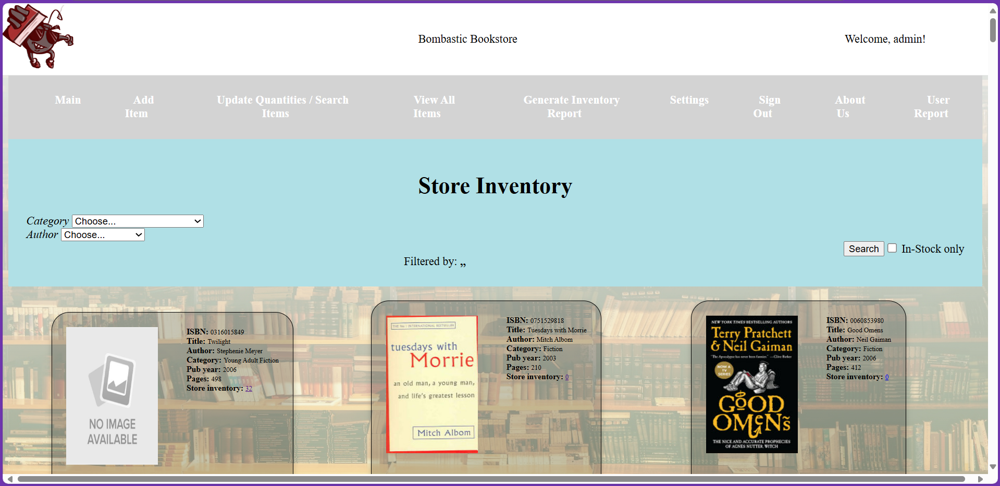 Bombastic Bookstore
Welcome, admin!
Main
Add
Item
Update Quantities / Search
Items
View All
Items
Generate Inventory
Report
Settings
Sign
Out
About
Us
User
Report
Store Inventory
Category Choose...
Author Choose...
Search In-Stock only
Filtered by: ,,
NO IMAGE
AVAILABLE
ISBN: 0316015849
Title: Twilight
Author: Stephenie Meyer
Category: Young Adult Fiction
Pub year: 2006
Pages: 498
Store inventory: 32
THE No 1 INTERNATIONAL BESTSELLER
tuesdays with
Morrie
an old man, a young man,
and life's greatest lesson
Mitch Albom
ISBN: 0751529818
Title: Tuesdays with Morrie
Author: Mitch Albom
Category: Fiction
Pub year: 2003
Pages: 210
Store inventory: 0
NEW YORK TIMES BESTSELLING AUTHORS
Terry Pratchett
& Neil Gaiman
"The Apocalypse has never been funnier." —Clive Barker
NOW A
TV
SERIES
GOOD
OMENS
THE NICE AND ACCURATE PROPHECIES
OF AGNES NUTTER, WITCH
ISBN: 0060853980
Title: Good Omens
Author: Neil Gaiman
Category: Fiction
Pub year: 2006
Pages: 412
Store inventory: 0